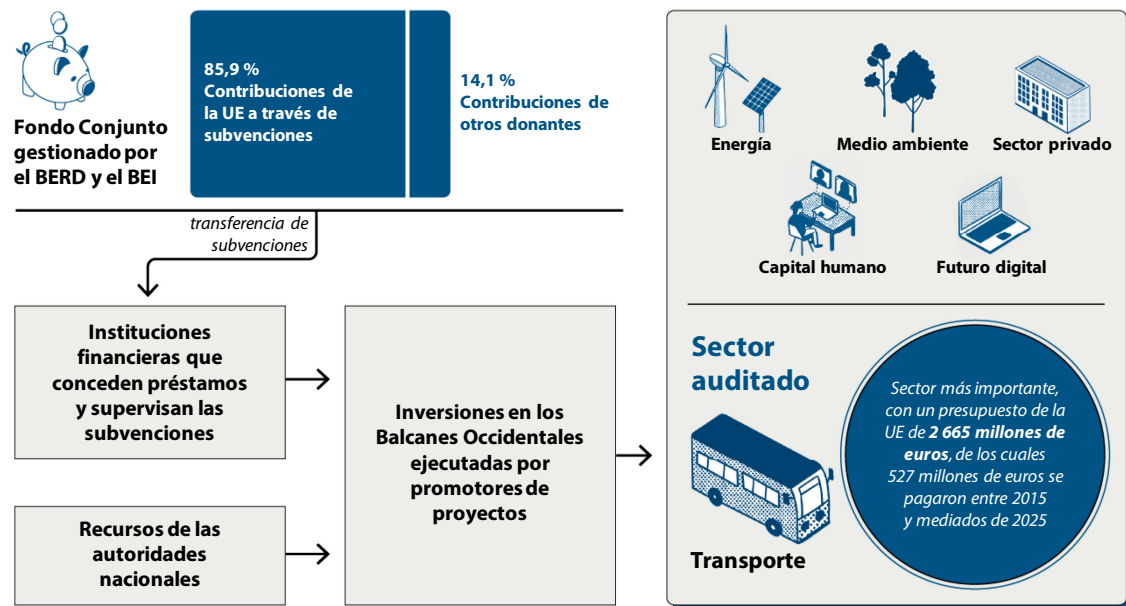 Fondo Conjunto
gestionado por
el BERD y el BEI
85,9 %
Contribuciones de
la UE a través de
subvenciones
14,1 %
Contribuciones de
otros donantes
transferencia de
subvenciones
Instituciones
financieras que
conceden préstamos
y supervisan las
subvenciones
Recursos de las
autoridades
nacionales
Inversiones en los
Balcanes Occidentales
ejecutadas por
promotores de
proyectos
Energía
Medio ambiente
Sector privado
Capital humano
Futuro digital
Sector
auditado
Transporte
Sector más importante,
con un presupuesto de la
UE de 2 665 millones de
euros, de los cuales
527 millones de euros se
pagaron entre 2015
y mediados de 2025